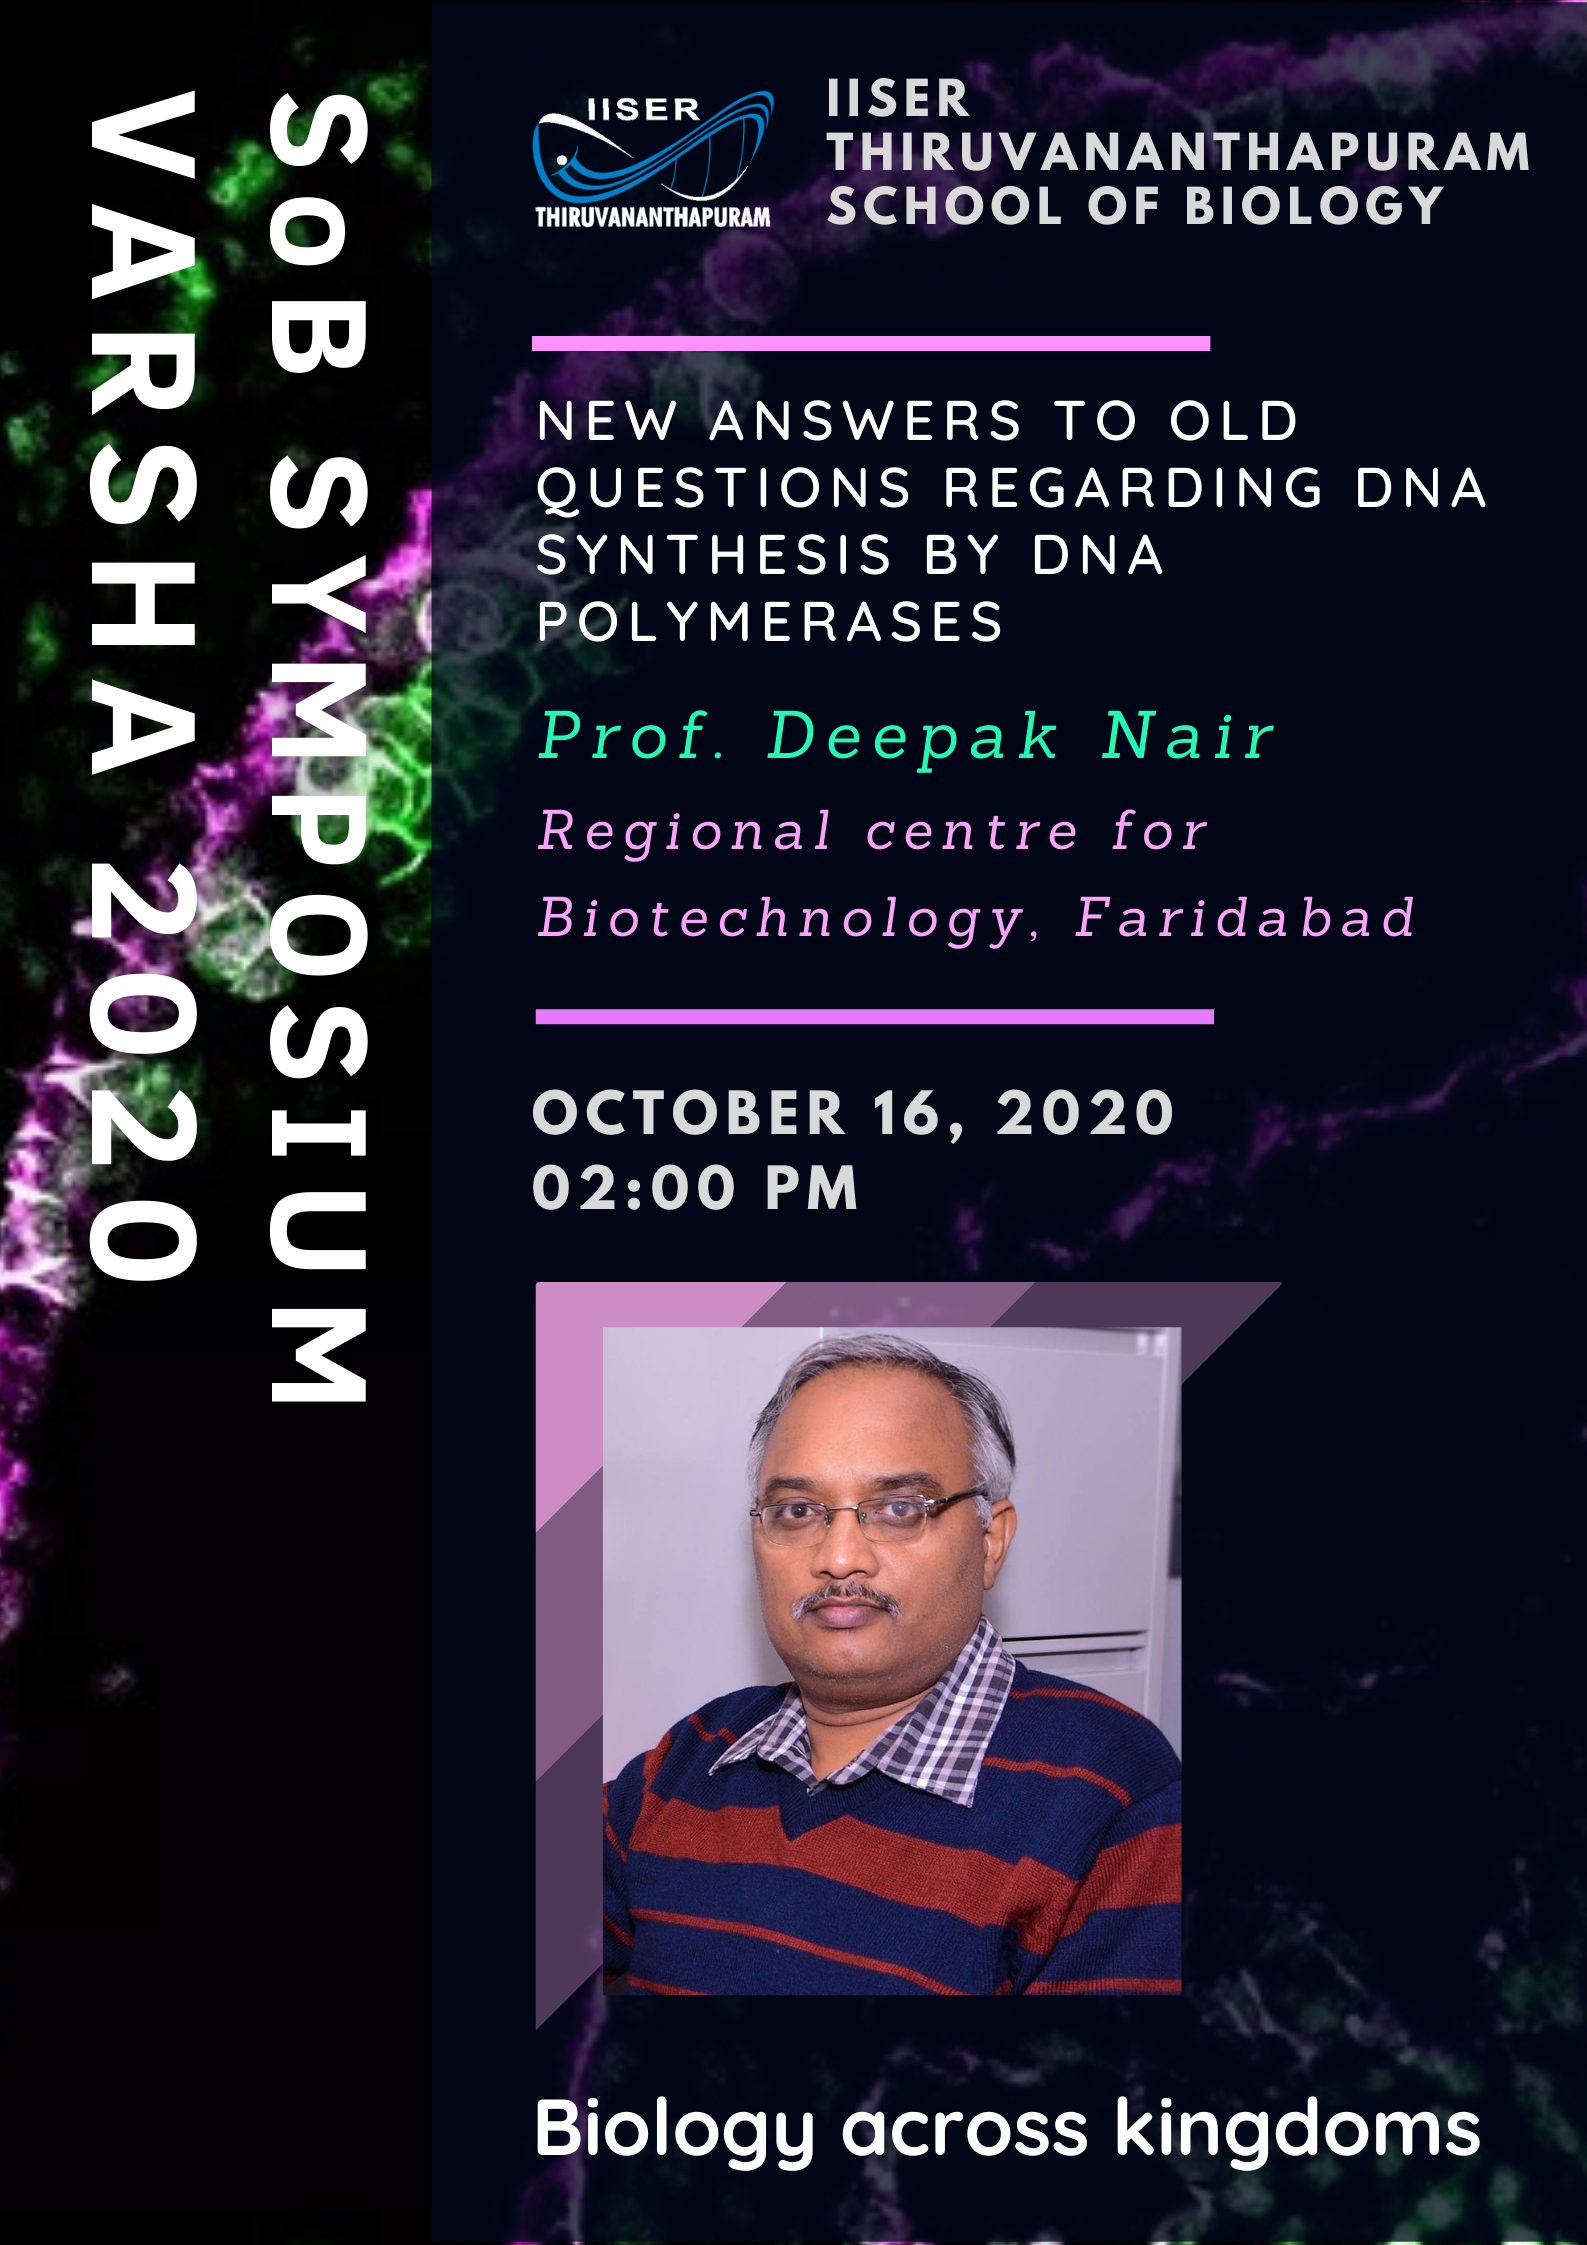 SoB SYMPOSIUM
VARSHA 2020
IISER
THIRUVANANTHAPURAM
IISER
THIRUVANANTHAPURAM
SCHOOL OF BIOLOGY
NEW ANSWERS TO OLD
QUESTIONS REGARDING DNA
SYNTHESIS BY DNA
POLYMERASES
Prof. Deepak Nair
Regional centre for
Biotechnology, Faridabad
OCTOBER 16, 2020
02:00 PM
Biology across kingdoms